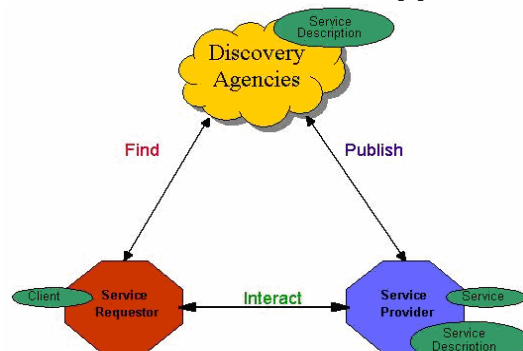 Service
Description
Discovery
Agencies
Find
Publish
Client
Service
Requestor
Interact
Service
Provider
Service
Service
Description